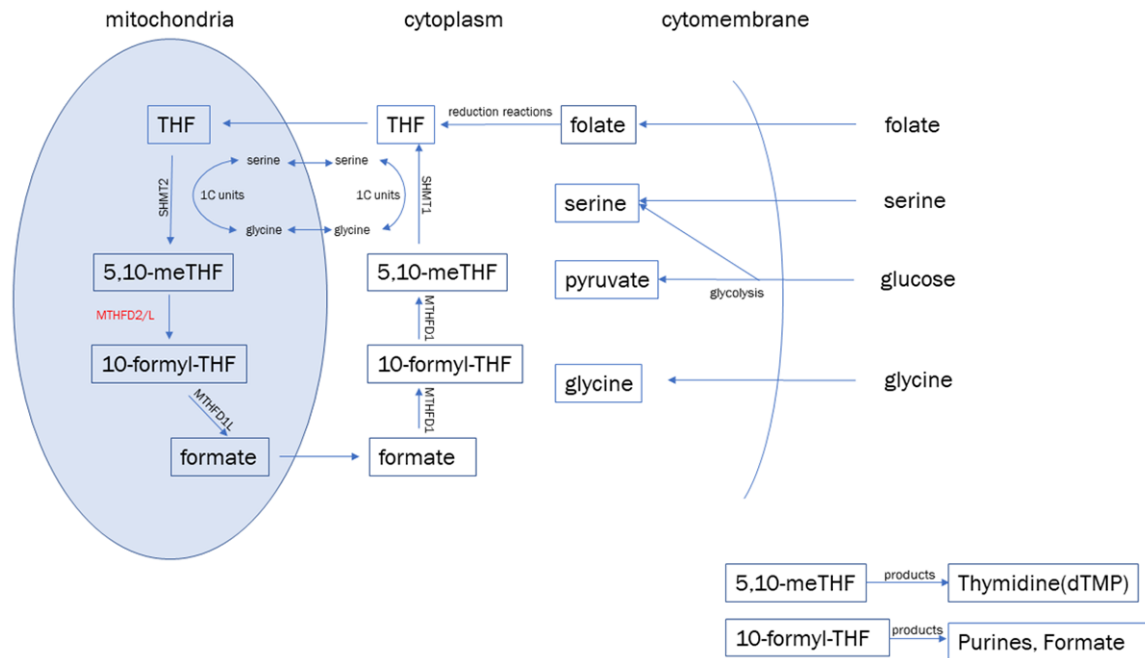 mitochondria
cytoplasm
cytomembrane
THF
THF
reduction reactions
folate
folate
serine
serine
SHMT2
1C units
1C units
SHMT1
serine
serine
glycine
glycine
5,10-meTHF
5,10-meTHF
pyruvate
glycolysis
glucose
MTHFD2/L
MTHFD1
10-formyl-THF
10-formyl-THF
glycine
glycine
MTHFD1L
MTHFD1
formate
formate
5,10-meTHF
products
Thymidine(dTMP)
10-formyl-THF
products
Purines, Formate